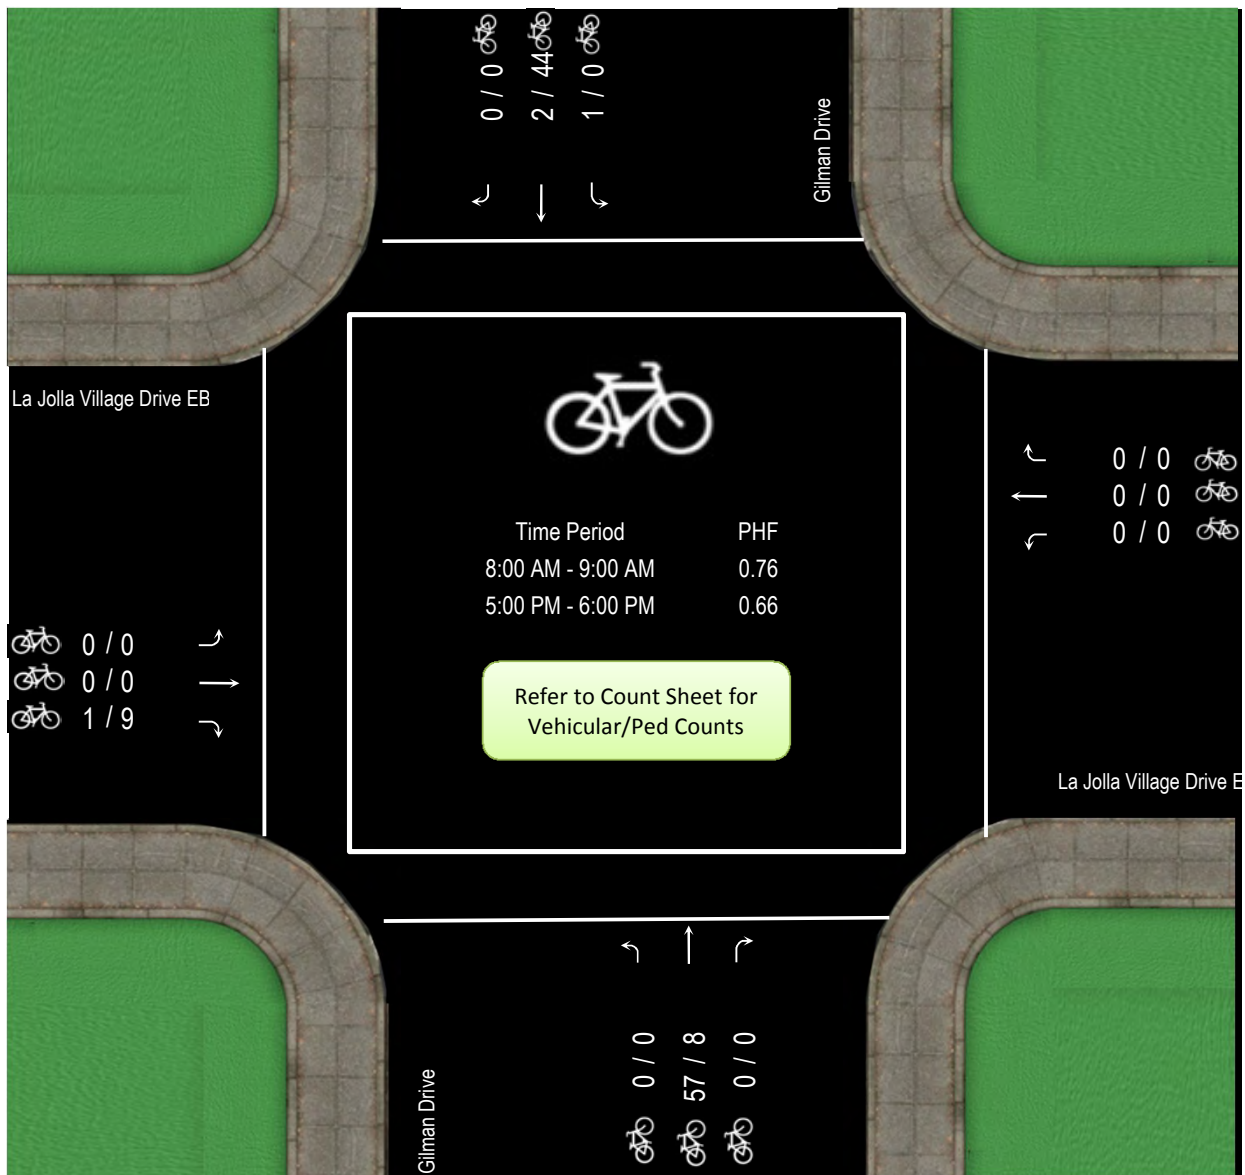 0 / 0
2 / 44
1 / 0
Gilman Drive
La Jolla Village Drive EB
0 / 0
0 / 0
0 / 0
Time Period PHF
8:00 AM - 9:00 AM 0.76
5:00 PM - 6:00 PM 0.66
0 / 0
0 / 0
1 / 9
Refer to Count Sheet for
Vehicular/Ped Counts
La Jolla Village Drive E
0 / 0
57 / 8
0 / 0
Gilman Drive